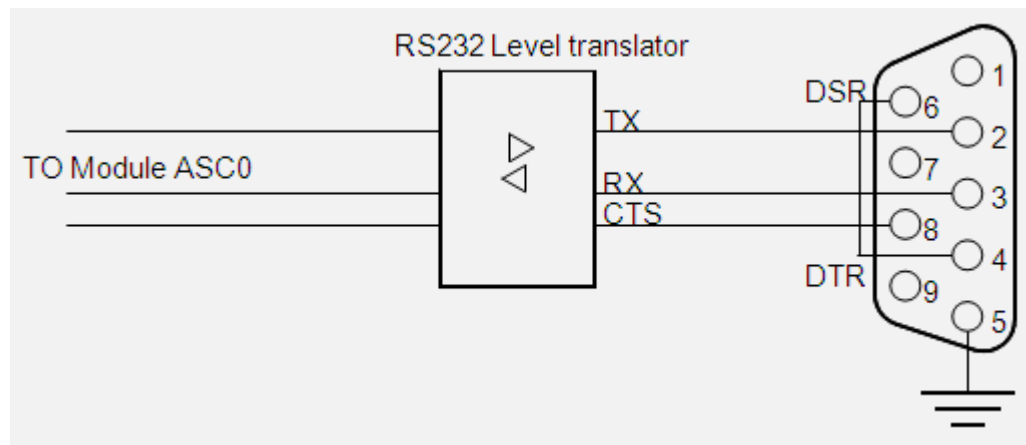 RS232 Level translator
DSR
1
6
TX
2
TO Module ASC0
7
RX
3
CTS
8
4
DTR
9
5